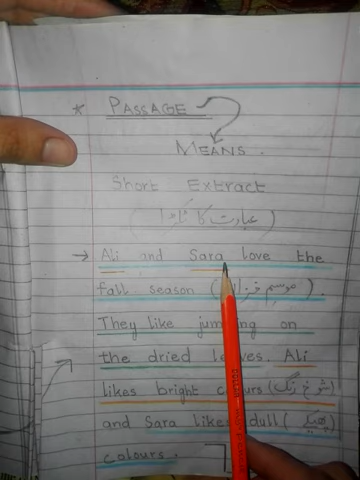 * PASSAGE
MEANS.
Short Extract
(عبارت کا ٹکڑا)
→ Ali and Sara love the
fall season (موسم خزاں).
They like jumping on
the dried leaves. Ali
likes bright colours (شوخ رنگ)
and Sara likes dull (پھیکے)
colours.